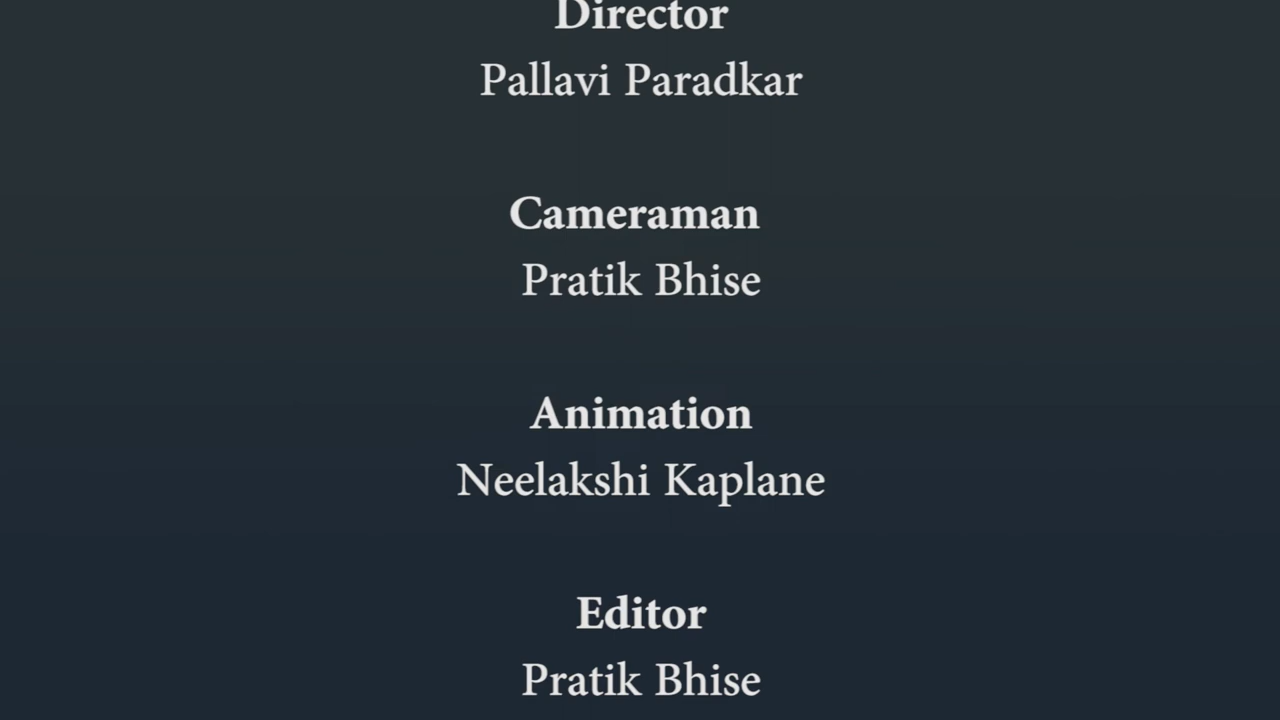 Director
Pallavi Paradkar
Cameraman
Pratik Bhise
Animation
Neelakshi Kaplane
Editor
Pratik Bhise